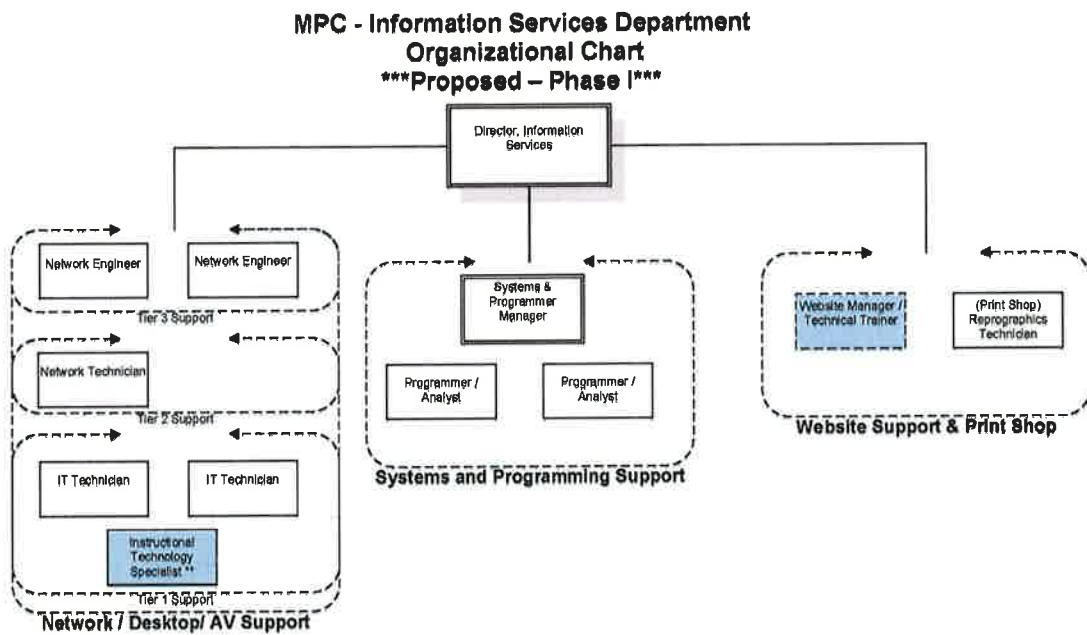 MPC - Information Services Department
Organizational Chart
***Proposed – Phase I***
Director, Information
Services
Network Engineer
Network Engineer
Tier 3 Support
Network Technician
Tier 2 Support
IT Technician
IT Technician
Instructional
Technology
Specialist **
Tier 1 Support
Network / Desktop/ AV Support
Systems &
Programmer
Manager
Programmer /
Analyst
Programmer /
Analyst
Systems and Programming Support
Website Manager /
Technical Trainer
(Print Shop)
Reprographics
Technician
Website Support & Print Shop